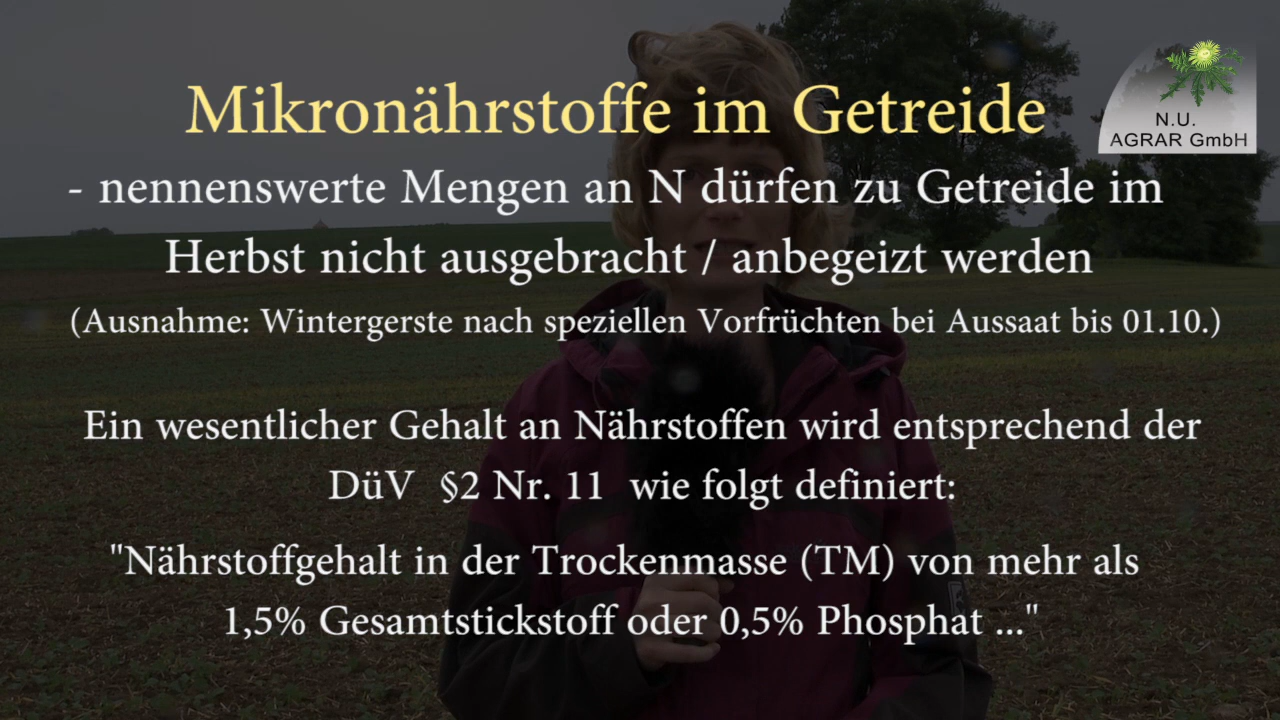 Mikronährstoffe im Getreide
N.U.
AGRAR GmbH
- nennenswerte Mengen an N dürfen zu Getreide im
Herbst nicht ausgebracht / anbegeizt werden
(Ausnahme: Wintergerste nach speziellen Vorfrüchten bei Aussaat bis 01.10.)
Ein wesentlicher Gehalt an Nährstoffen wird entsprechend der
DüV §2 Nr. 11 wie folgt definiert:
"Nährstoffgehalt in der Trockenmasse (TM) von mehr als
1,5% Gesamtstickstoff oder 0,5% Phosphat ..."